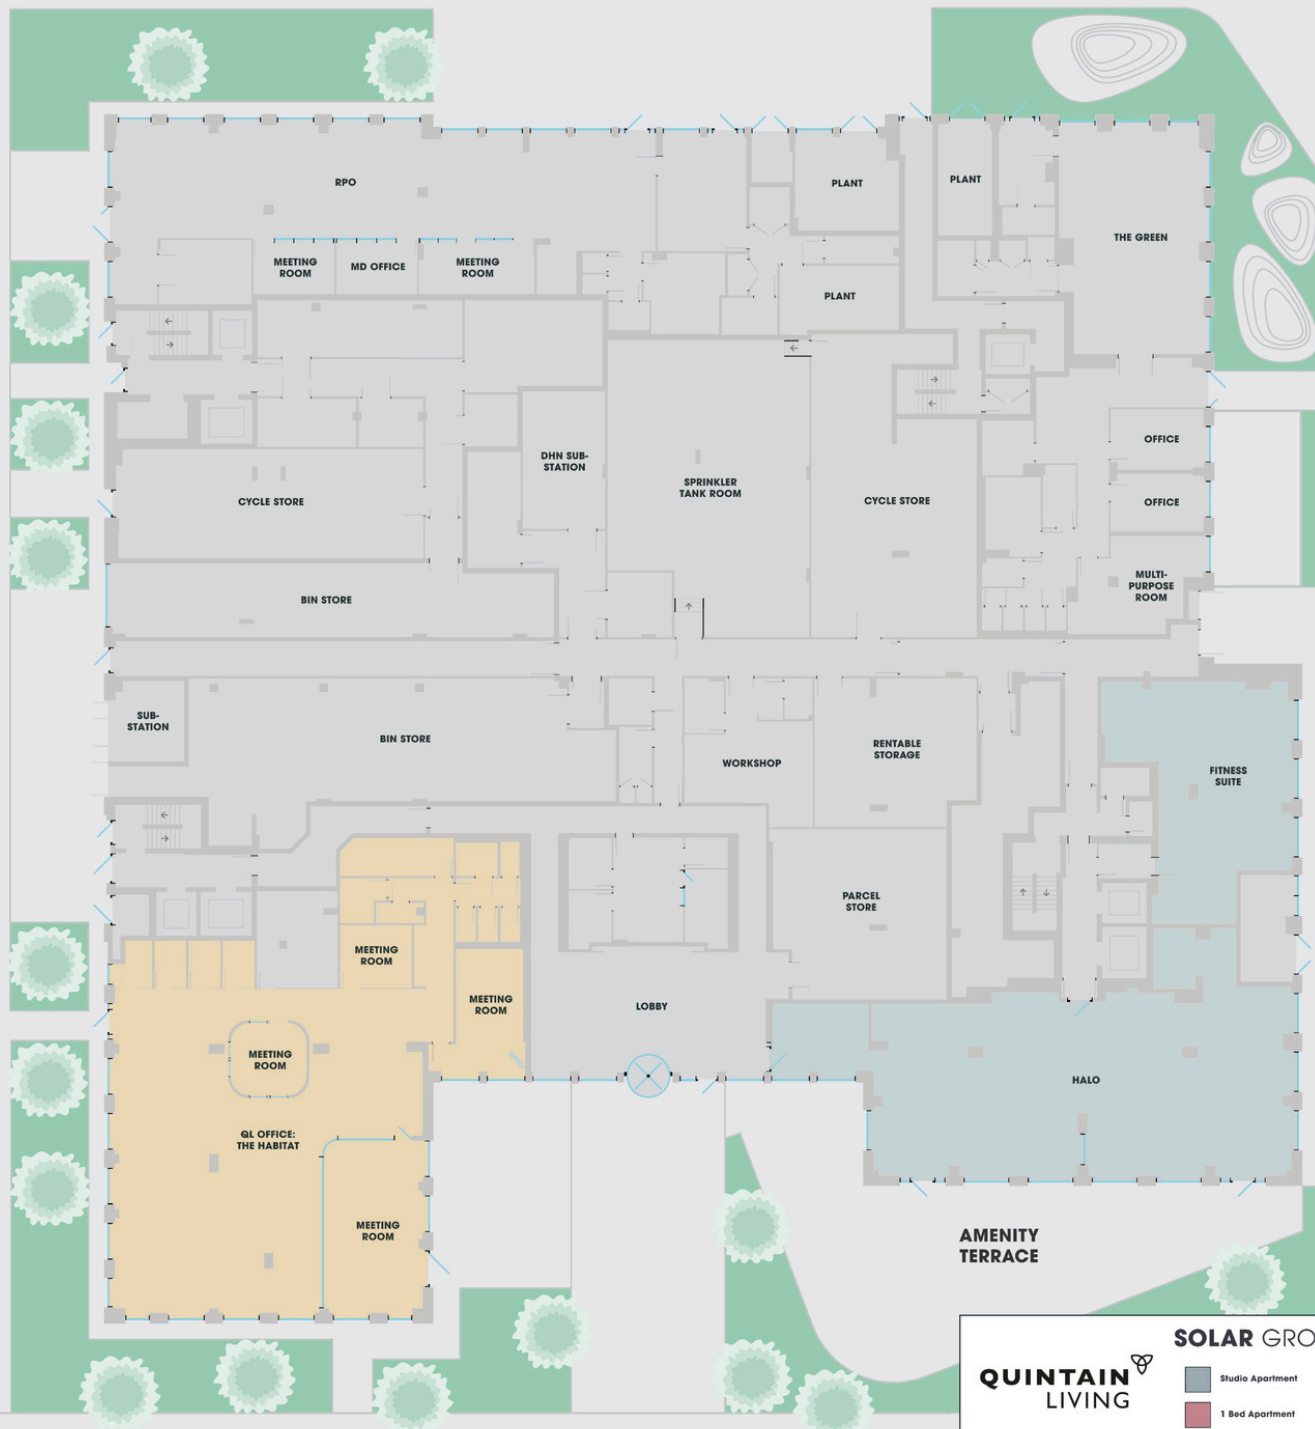 RPO
PLANT
PLANT
THE GREEN
MEETING
ROOM
MD OFFICE
MEETING
ROOM
PLANT
OFFICE
DHN SUB-
STATION
SPRINKLER
TANK ROOM
CYCLE STORE
CYCLE STORE
OFFICE
MULTI-
PURPOSE
ROOM
BIN STORE
SUB-
STATION
BIN STORE
WORKSHOP
RENTABLE
STORAGE
FITNESS
SUITE
PARCEL
STORE
MEETING
ROOM
MEETING
ROOM
LOBBY
MEETING
ROOM
HALO
QL OFFICE:
THE HABITAT
MEETING
ROOM
AMENITY
TERRACE
SOLAR GRO
QUINTAIN
LIVING
Studio Apartment
1 Bed Apartment